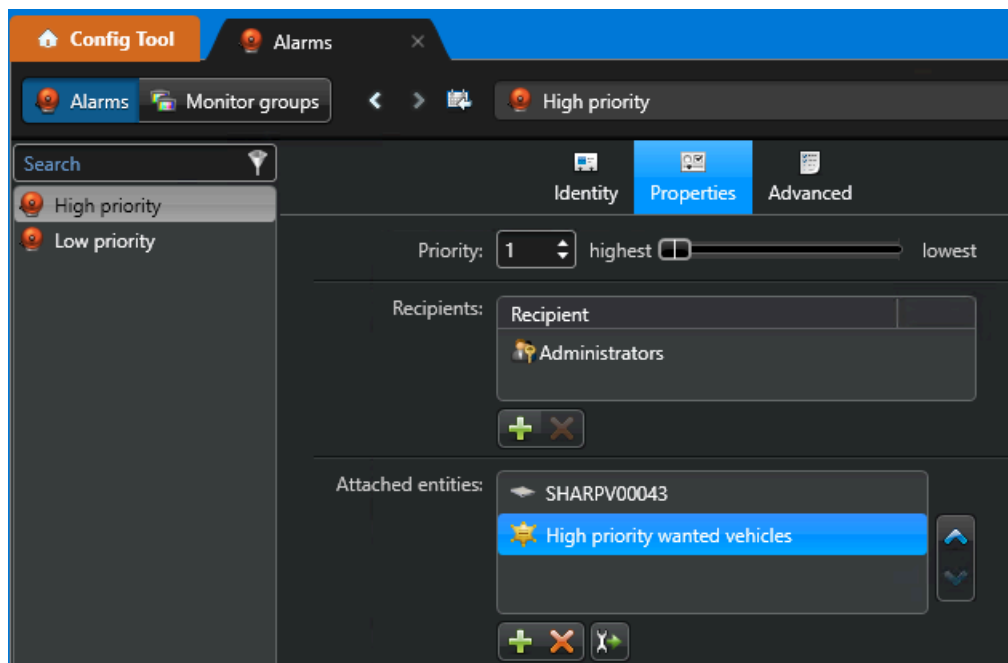 Config Tool
Alarms
Alarms
Monitor groups
High priority
Search
High priority
Low priority
Identity
Properties
Advanced
Priority:
1
highest
lowest
Recipients:
Recipient
Administrators
Attached entities:
SHARPV00043
High priority wanted vehicles